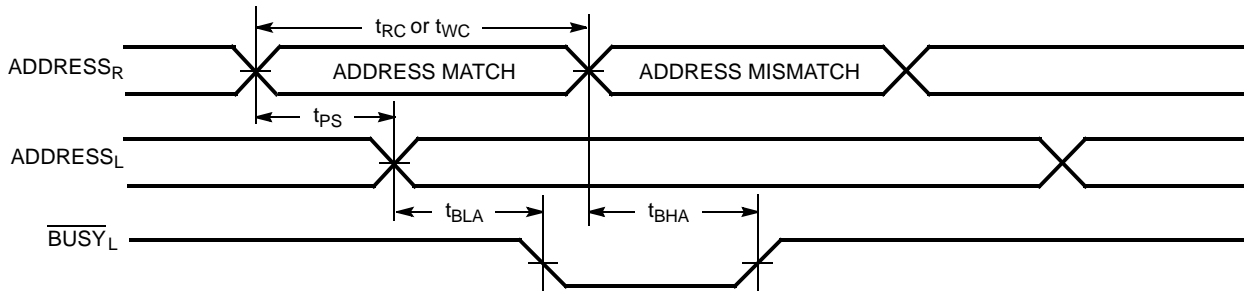 tRC or tWC
ADDRESSR
ADDRESS MATCH
ADDRESS MISMATCH
tPS
ADDRESSL
tBLA
tBHA
BUSYL